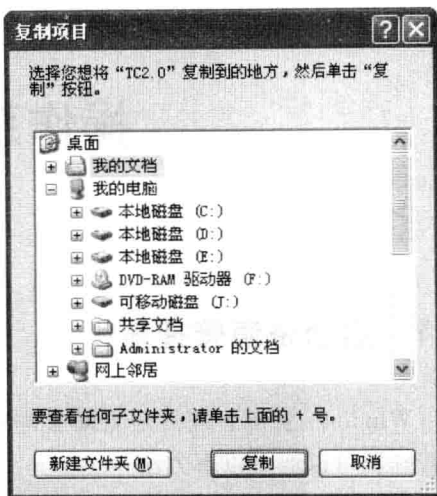 复制项目
选择您想将“TC2.0”复制到的地方，然后单击“复
制”按钮。
桌面
我的文档
我的电脑
本地磁盘 (C:)
本地磁盘 (D:)
本地磁盘 (E:)
DVD-RAM 驱动器 (F:)
可移动磁盘 (J:)
共享文档
Administrator 的文档
网上邻居
要查看任何子文件夹，请单击上面的 + 号。
新建文件夹(M) 复制 取消